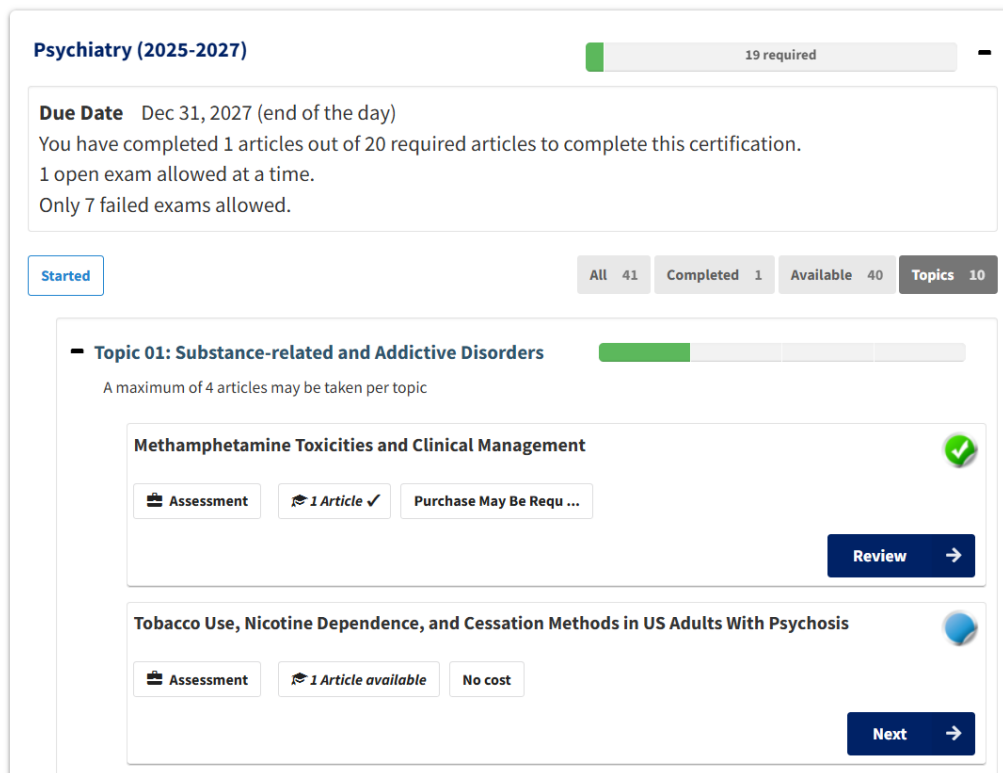 Psychiatry (2025-2027)
19 required
Due Date Dec 31, 2027 (end of the day)
You have completed 1 articles out of 20 required articles to complete this certification.
1 open exam allowed at a time.
Only 7 failed exams allowed.
Started
All 41
Completed 1
Available 40
Topics 10
Topic 01: Substance-related and Addictive Disorders
A maximum of 4 articles may be taken per topic
Methamphetamine Toxicities and Clinical Management
Assessment
1 Article ✓
Purchase May Be Requ ...
Review →
Tobacco Use, Nicotine Dependence, and Cessation Methods in US Adults With Psychosis
Assessment
1 Article available
No cost
Next →